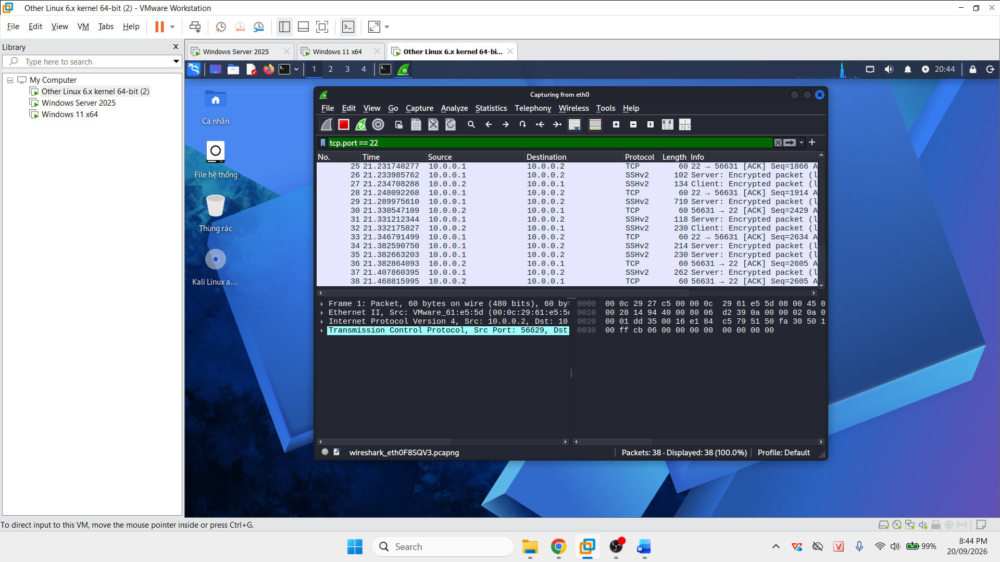 Other Linux 6.x kernel 64-bit (2) - VMware Workstation
File Edit View VM Tabs Help
Library
Type here to search
My Computer
Other Linux 6.x kernel 64-bit (2)
Windows Server 2025
Windows 11 x64
Windows Server 2025 Windows 11 x64 Other Linux 6.x kernel 64-bi...
1 2 3 4 20:44
Cá nhân
File hệ thống
Thùng rác
Kali Linux a...
Capturing from eth0
File Edit View Go Capture Analyze Statistics Telephony Wireless Tools Help
tcp.port == 22
No. Time Source Destination Protocol Length Info
25 21.231740277 10.0.0.1 10.0.0.2 TCP 60 22 → 56631 [ACK] Seq=1866 A
26 21.233985762 10.0.0.1 10.0.0.2 SSHv2 102 Server: Encrypted packet (l
27 21.234708288 10.0.0.2 10.0.0.1 SSHv2 134 Client: Encrypted packet (l
28 21.248092268 10.0.0.1 10.0.0.2 TCP 60 22 → 56631 [ACK] Seq=1914 A
29 21.289975610 10.0.0.1 10.0.0.2 SSHv2 710 Server: Encrypted packet (l
30 21.330547109 10.0.0.2 10.0.0.1 TCP 60 56631 → 22 [ACK] Seq=2429 A
31 21.331212344 10.0.0.1 10.0.0.2 SSHv2 118 Server: Encrypted packet (l
32 21.332175827 10.0.0.2 10.0.0.1 SSHv2 230 Client: Encrypted packet (l
33 21.346791499 10.0.0.1 10.0.0.2 TCP 60 22 → 56631 [ACK] Seq=2634 A
34 21.382590750 10.0.0.1 10.0.0.2 SSHv2 214 Server: Encrypted packet (l
35 21.382663203 10.0.0.1 10.0.0.2 SSHv2 230 Server: Encrypted packet (l
36 21.382864093 10.0.0.2 10.0.0.1 TCP 60 56631 → 22 [ACK] Seq=2605 A
37 21.407860395 10.0.0.1 10.0.0.2 SSHv2 262 Server: Encrypted packet (l
38 21.468815995 10.0.0.2 10.0.0.1 TCP 60 56631 → 22 [ACK] Seq=2605 A
Frame 1: Packet, 60 bytes on wire (480 bits), 60 by
Ethernet II, Src: VMware_61:e5:5d (00:0c:29:61:e5:5
Internet Protocol Version 4, Src: 10.0.0.2, Dst: 10
Transmission Control Protocol, Src Port: 56629, Dst
0000 00 0c 29 27 c5 00 00 0c 29 61 e5 5d 08 00 45 0
0010 00 28 14 94 40 00 80 06 d2 39 0a 00 00 02 0a 0
0020 00 01 dd 35 00 16 e1 84 c5 79 51 50 fa 30 50 1
0030 00 ff cb 06 00 00 00 00 00 00 00 00
wireshark_eth0F8SQV3.pcapng Packets: 38 · Displayed: 38 (100.0%) Profile: Default
To direct input to this VM, move the mouse pointer inside or press Ctrl+G.
Search
99%
8:44 PM
20/09/2026